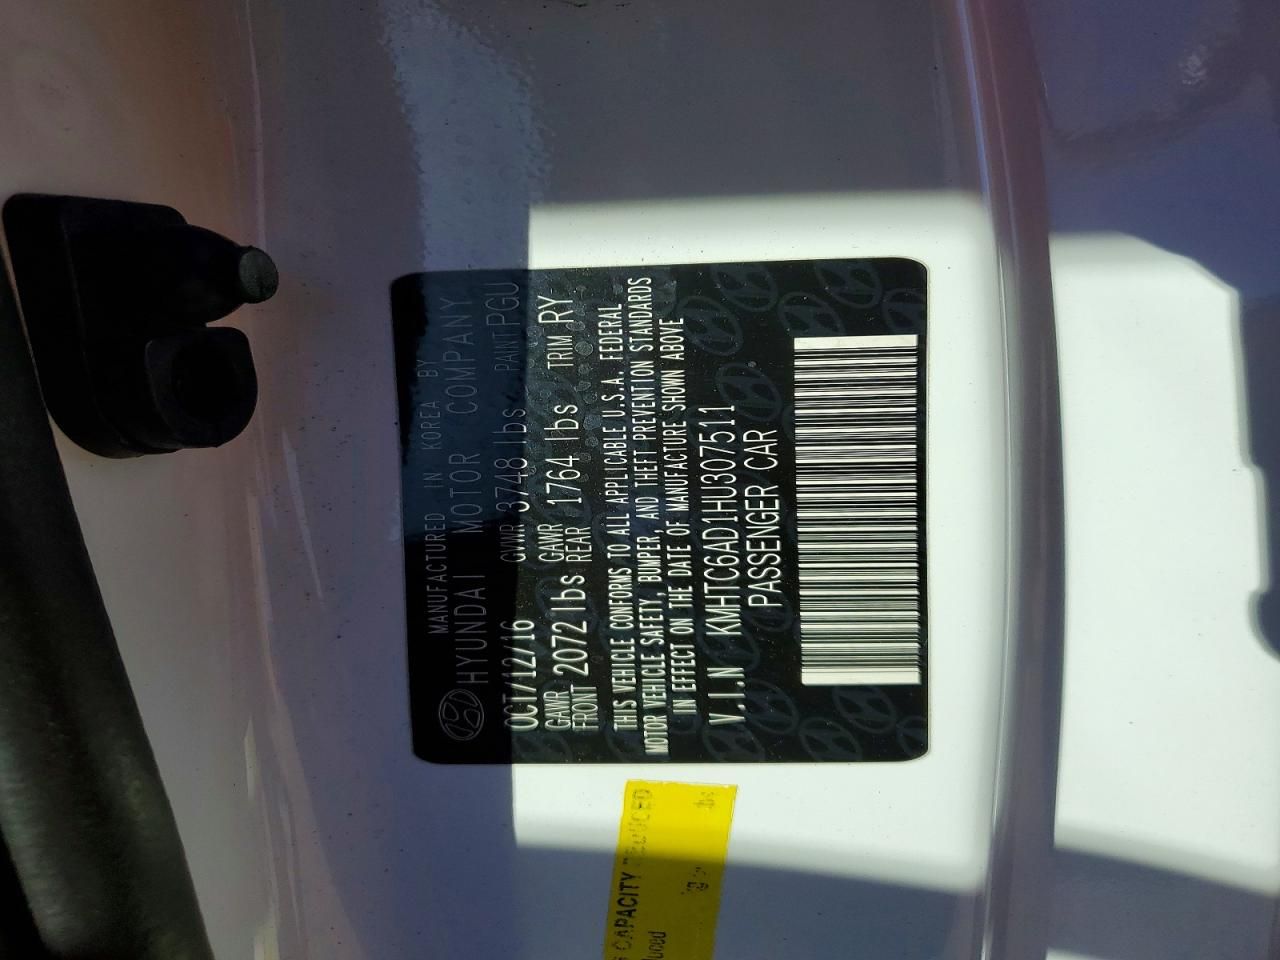 MANUFACTURED IN KOREA BY
HYUNDAI MOTOR COMPANY
OCT/12/16 GVWR 3748 lbs PAINT PGU
GAWR FRONT 2072 lbs GAWR REAR 1764 lbs TRIM RY
THIS VEHICLE CONFORMS TO ALL APPLICABLE U.S.A. FEDERAL
MOTOR VEHICLE SAFETY, BUMPER, AND THEFT PREVENTION STANDARDS
IN EFFECT ON THE DATE OF MANUFACTURE SHOWN ABOVE
V.I.N KMHTC6AD1HU307511
PASSENGER CAR
CAPACITY REDUCED